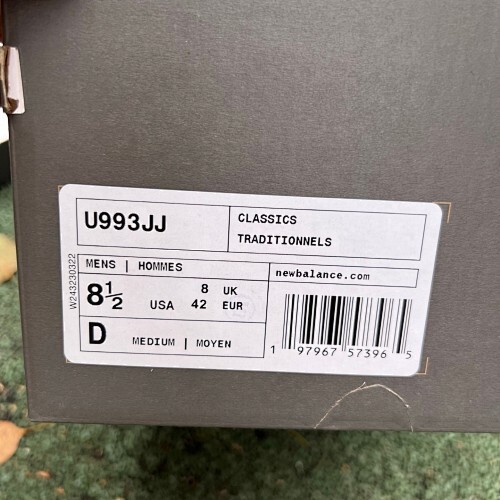 U993JJ
CLASSICS
TRADITIONNELS
MENS | HOMMES
newbalance.com
8½ USA
8 UK
42 EUR
D MEDIUM | MOYEN
W243230322
1 97967 57396 5